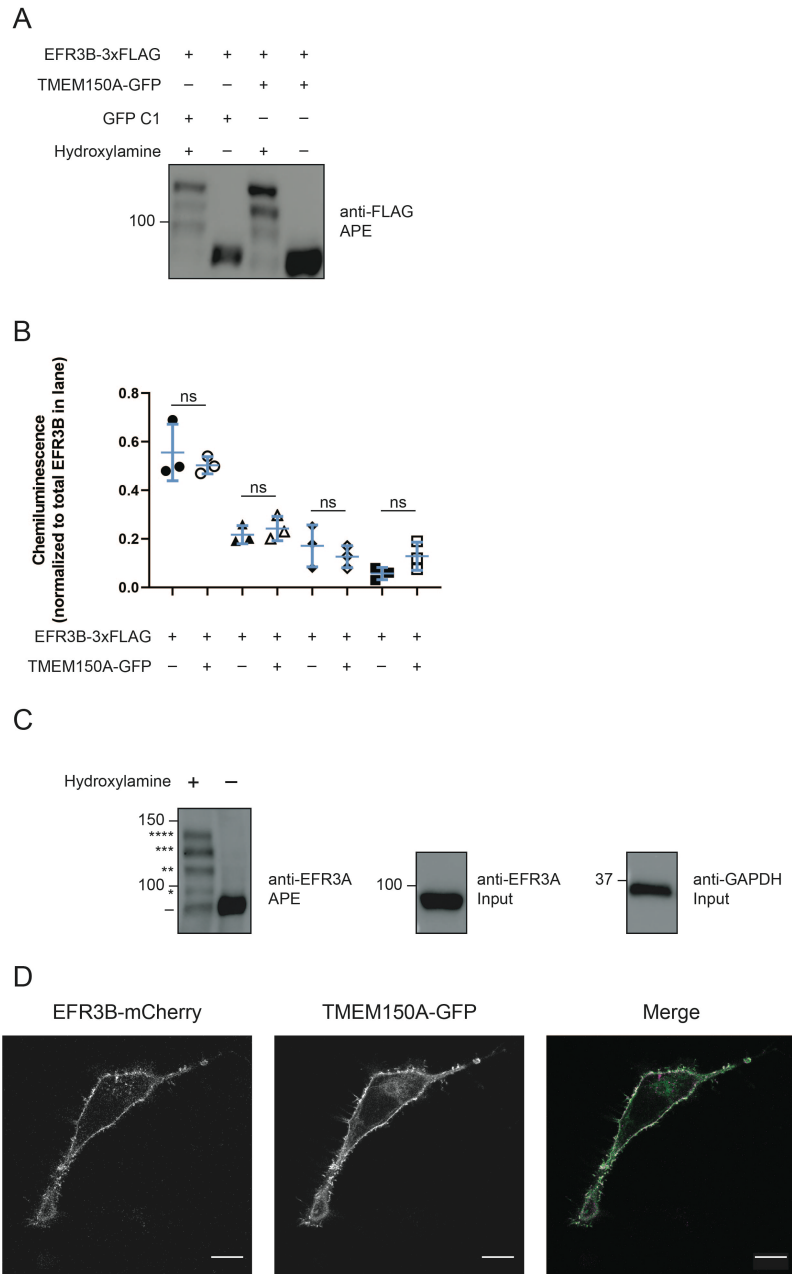 A
EFR3B-3xFLAG + + + +
TMEM150A-GFP – – + +
GFP C1 + + – –
Hydroxylamine + – + –
100
anti-FLAG
APE
B
Chemiluminescence
(normalized to total EFR3B in lane)
0.8
0.6
0.4
0.2
0.0
ns
ns
ns
ns
EFR3B-3xFLAG + + + + + + + +
TMEM150A-GFP – + – + – + – +
C
Hydroxylamine + –
150
****
***
**
100
*
–
anti-EFR3A
APE
100
anti-EFR3A
Input
37
anti-GAPDH
Input
D
EFR3B-mCherry TMEM150A-GFP Merge